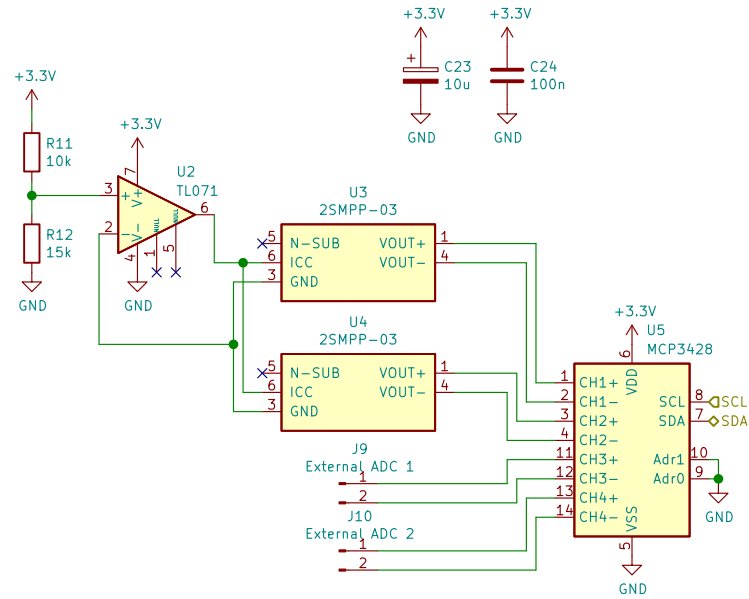 +3.3V
+3.3V
+
C23
10u
C24
100n
GND
GND
+3.3V
R11
10k
R12
15k
GND
+3.3V
U2
TL071
7
V+
3
+
2
-
V-
4
NULL
1
NULL
5
6
GND
U3
2SMPP-03
5
N-SUB
6
ICC
3
GND
VOUT+
1
VOUT-
4
U4
2SMPP-03
5
N-SUB
6
ICC
3
GND
VOUT+
1
VOUT-
4
J9
External ADC 1
1
2
J10
External ADC 2
1
2
+3.3V
U5
MCP3428
6
VDD
1
CH1+
2
CH1-
3
CH2+
4
CH2-
11
CH3+
12
CH3-
13
CH4+
14
CH4-
SCL
8
SCL
SDA
7
SDA
Adr1
10
Adr0
9
VSS
5
GND
GND